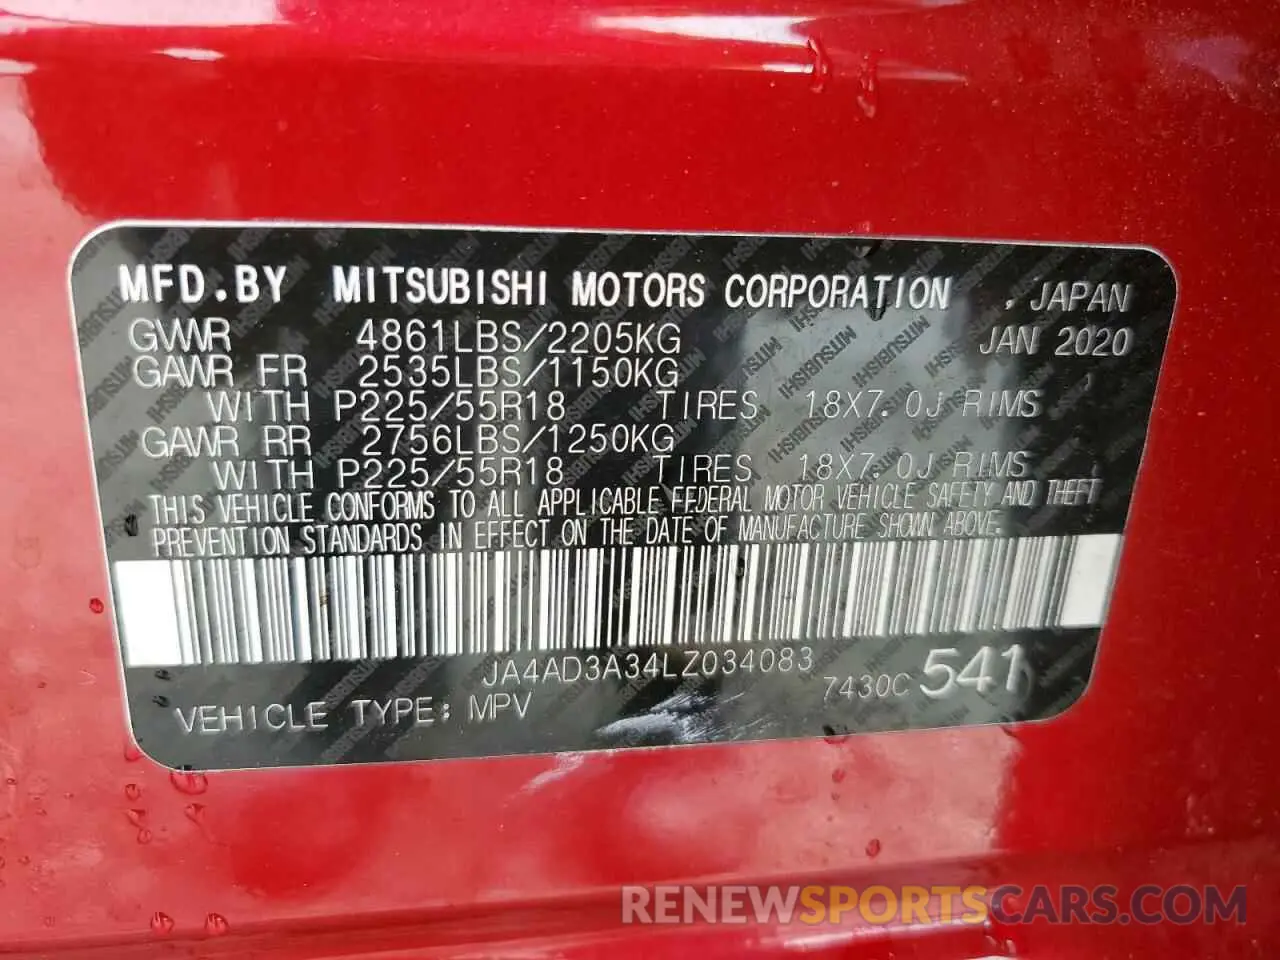 MFD.BY MITSUBISHI MOTORS CORPORATION . JAPAN
GVWR 4861LBS/2205KG JAN 2020
GAWR FR 2535LBS/1150KG
WITH P225/55R18 TIRES 18X7.0J RIMS
GAWR RR 2756LBS/1250KG
WITH P225/55R18 TIRES 18X7.0J RIMS
THIS VEHICLE CONFORMS TO ALL APPLICABLE FEDERAL MOTOR VEHICLE SAFETY AND THEFT
PREVENTION STANDARDS IN EFFECT ON THE DATE OF MANUFACTURE SHOWN ABOVE.
JA4AD3A34LZ034083
7430C 541
VEHICLE TYPE: MPV
RENEWSPORTSCARS.COM